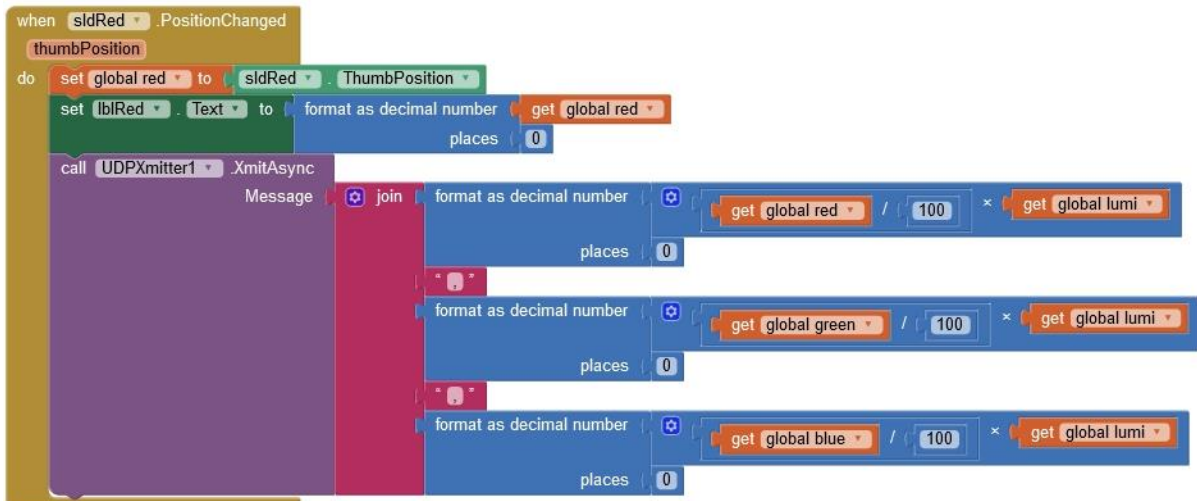 when sldRed .PositionChanged
thumbPosition
do set global red to sldRed . ThumbPosition
set lblRed . Text to format as decimal number get global red
places 0
call UDPXmitter1 .XmitAsync
Message join format as decimal number get global red / 100 × get global lumi
places 0
" , "
format as decimal number get global green / 100 × get global lumi
places 0
" , "
format as decimal number get global blue / 100 × get global lumi
places 0